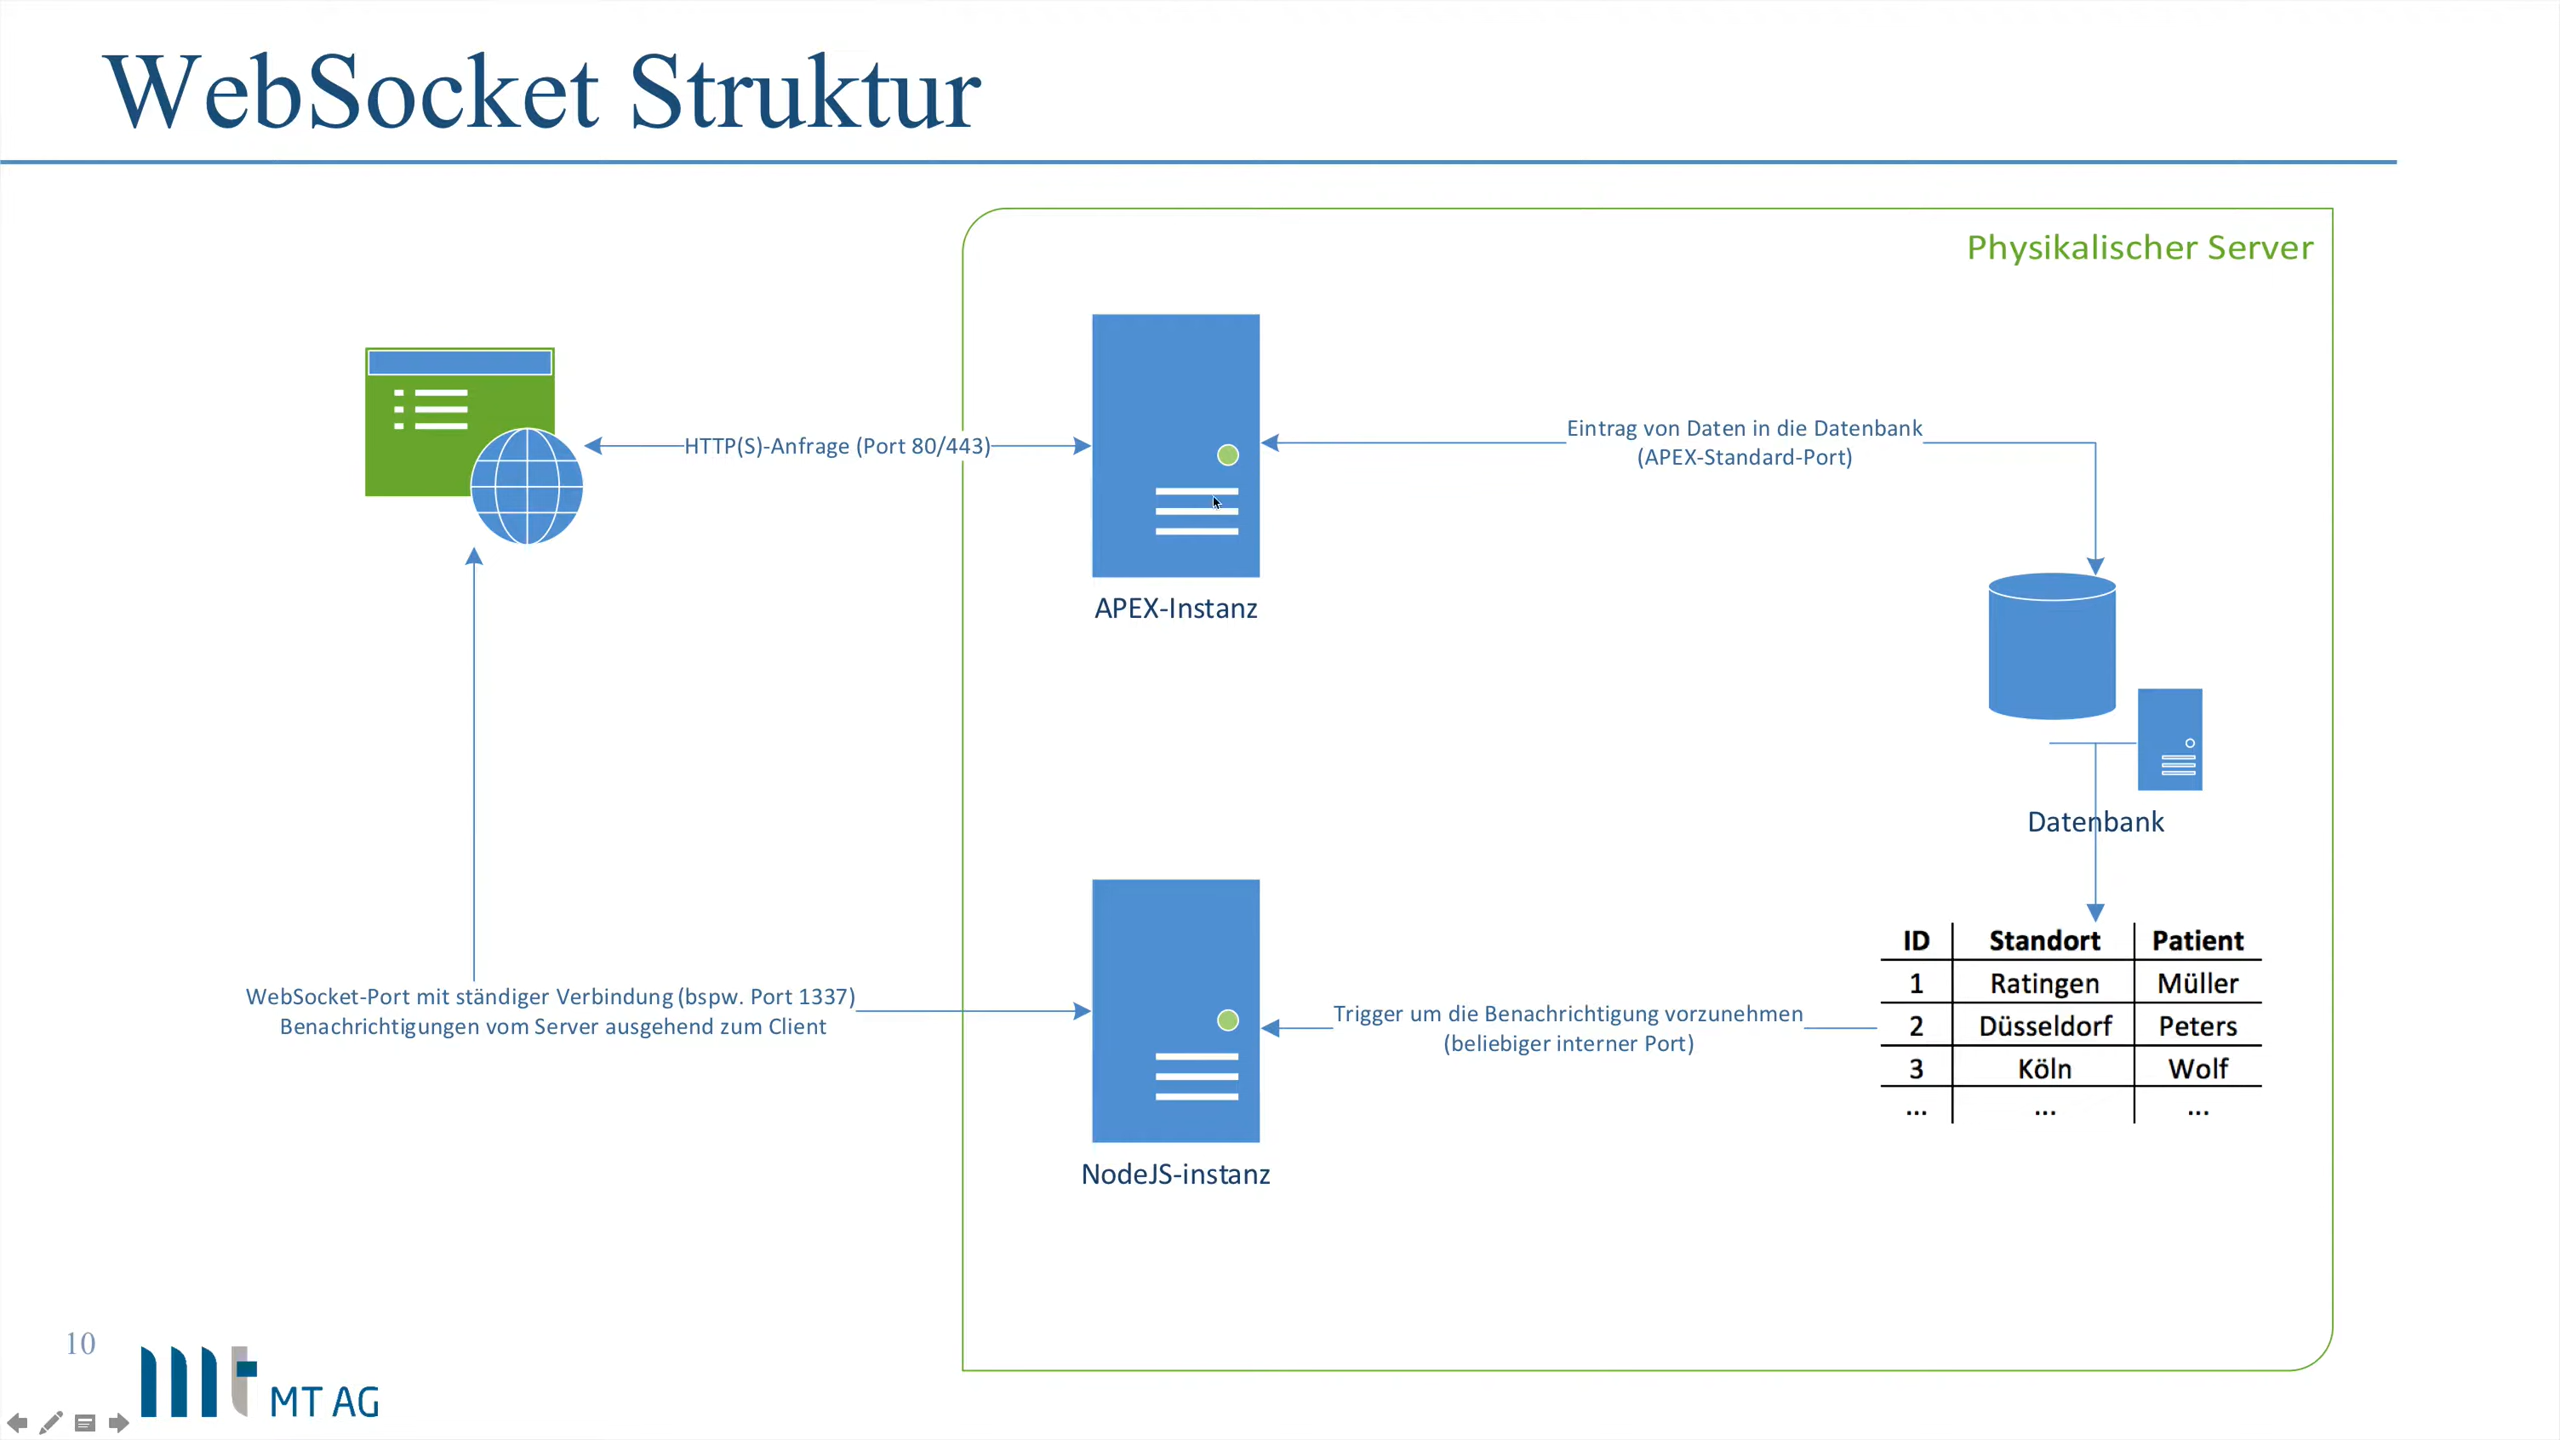 WebSocket Struktur
Physikalischer Server
HTTP(S)-Anfrage (Port 80/443)
Eintrag von Daten in die Datenbank
(APEX-Standard-Port)
APEX-Instanz
Datenbank
WebSocket-Port mit ständiger Verbindung (bspw. Port 1337)
Benachrichtigungen vom Server ausgehend zum Client
Trigger um die Benachrichtigung vorzunehmen
(beliebiger interner Port)
ID Standort Patient
1 Ratingen Müller
2 Düsseldorf Peters
3 Köln Wolf
... ... ...
NodeJS-instanz
10
mt MT AG